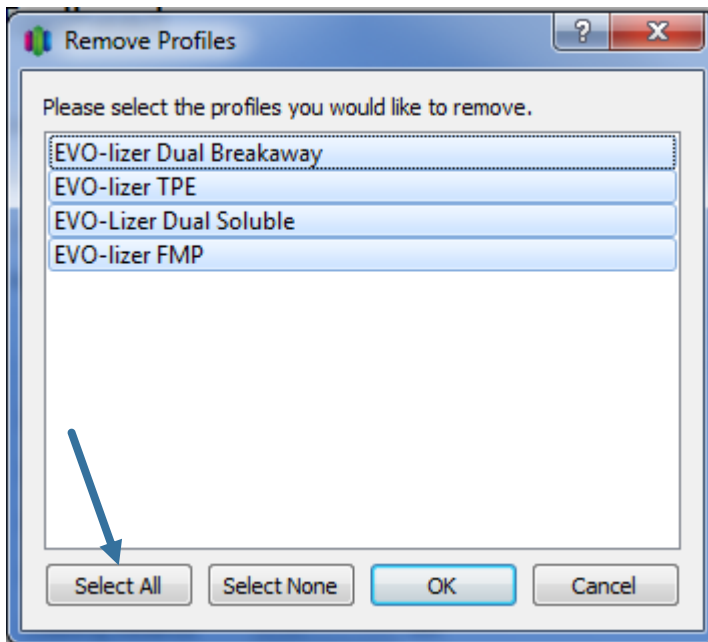 Remove Profiles
?
X
Please select the profiles you would like to remove.
EVO-lizer Dual Breakaway
EVO-lizer TPE
EVO-Lizer Dual Soluble
EVO-lizer FMP
Select All Select None OK Cancel